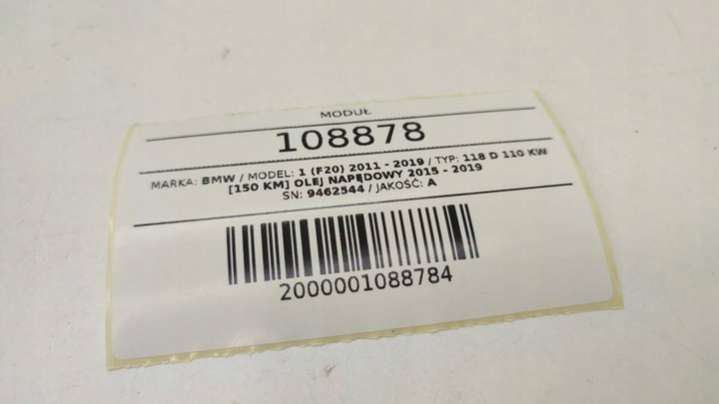 MODUŁ
108878
MARKA: BMW / MODEL: 1 (F20) 2011 - 2019 / TYP: 118 D 110 KW
[150 KM] OLEJ NAPĘDOWY 2015 - 2019
SN: 9462544 / JAKOŚĆ: A
2000001088784